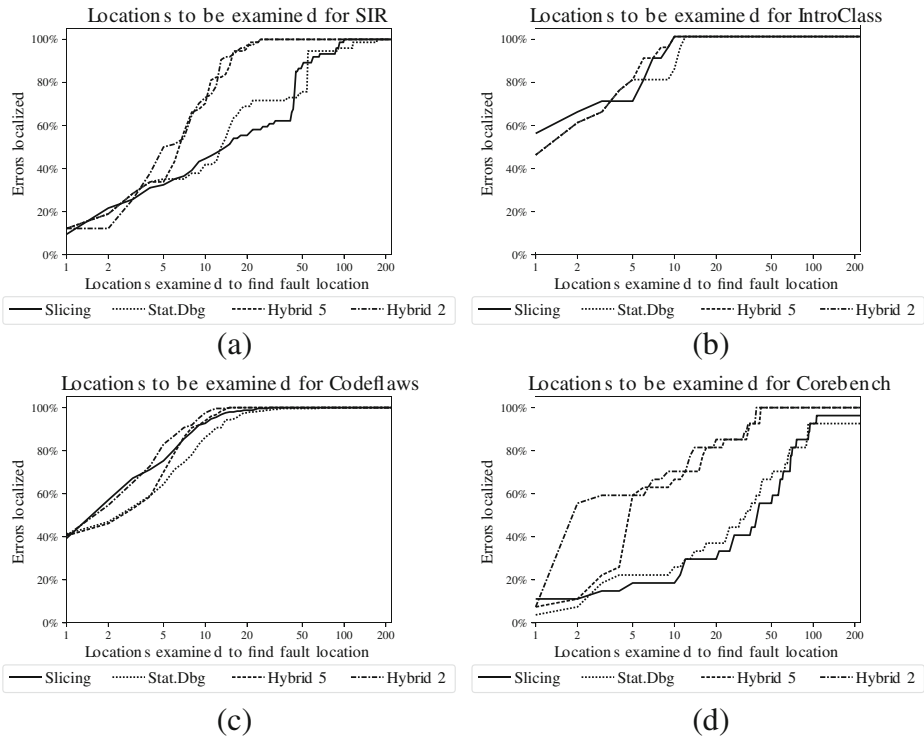 Locations to be examined for SIR
100%
80%
60%
40%
20%
0%
Errors localized
1 2 5 10 20 50 100 200
Locations examined to find fault location
Slicing Stat.Dbg Hybrid 5 Hybrid 2
(a)
Locations to be examined for IntroClass
100%
80%
60%
40%
20%
0%
Errors localized
1 2 5 10 20 50 100 200
Locations examined to find fault location
Slicing Stat.Dbg Hybrid 5 Hybrid 2
(b)
Locations to be examined for Codeflaws
100%
80%
60%
40%
20%
0%
Errors localized
1 2 5 10 20 50 100 200
Locations examined to find fault location
Slicing Stat.Dbg Hybrid 5 Hybrid 2
(c)
Locations to be examined for Corebench
100%
80%
60%
40%
20%
0%
Errors localized
1 2 5 10 20 50 100 200
Locations examined to find fault location
Slicing Stat.Dbg Hybrid 5 Hybrid 2
(d)